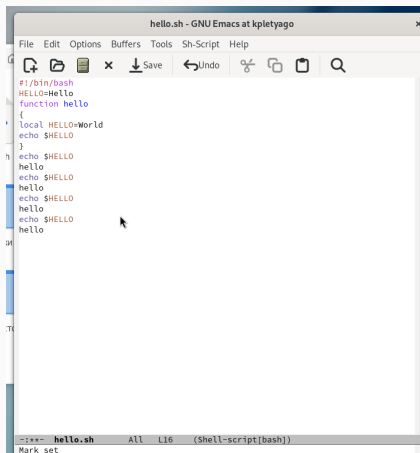 hello.sh - GNU Emacs at kpletyago
File Edit Options Buffers Tools Sh-Script Help
Save Undo
#!/bin/bash
HELLO=Hello
function hello
{
local HELLO=World
echo $HELLO
}
echo $HELLO
hello
echo $HELLO
hello
echo $HELLO
hello
echo $HELLO
hello
-:**- hello.sh All L16 (Shell-script[bash])
Mark set